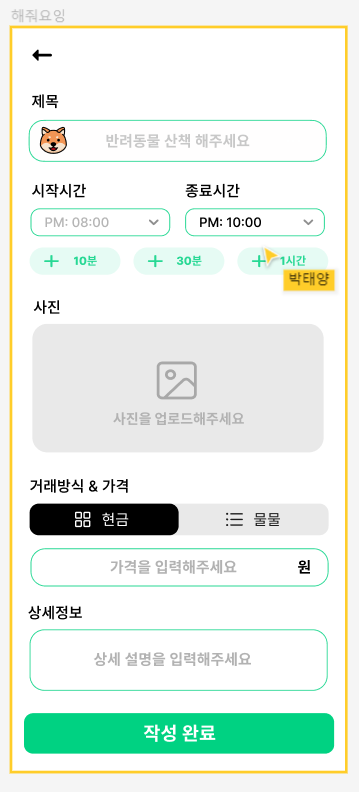 해줘요잉
제목
반려동물 산책 해주세요
시작시간 종료시간
PM: 08:00 PM: 10:00
10분 30분 1시간
박태양
사진
사진을 업로드해주세요
거래방식 & 가격
현금 물물
가격을 입력해주세요 원
상세정보
상세 설명을 입력해주세요
작성 완료